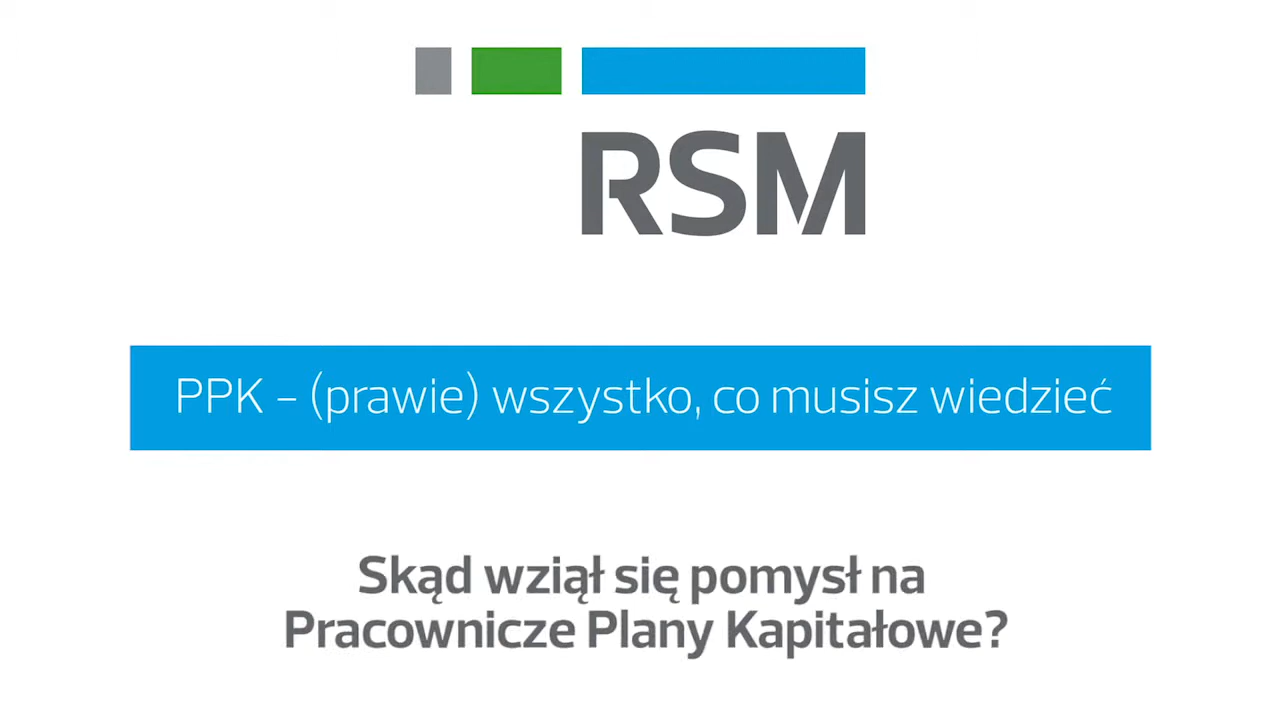 RSM
PPK – (prawie) wszystko, co musisz wiedzieć
Skąd wziął się pomysł na
Pracownicze Plany Kapitałowe?